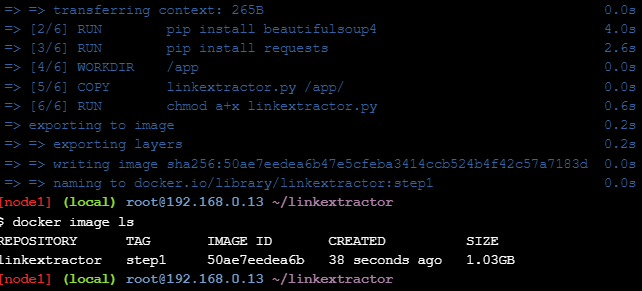 => => transferring context: 265B 0.0s
=> [2/6] RUN pip install beautifulsoup4 4.0s
=> [3/6] RUN pip install requests 2.6s
=> [4/6] WORKDIR /app 0.0s
=> [5/6] COPY linkextractor.py /app/ 0.0s
=> [6/6] RUN chmod a+x linkextractor.py 0.6s
=> exporting to image 0.2s
=> => exporting layers 0.2s
=> => writing image sha256:50ae7eedea6b47e5cfeba3414ccb524b4f42c57a7183d 0.0s
=> => naming to docker.io/library/linkextractor:step1 0.0s
[node1] (local) root@192.168.0.13 ~/linkextractor
$ docker image ls
REPOSITORY TAG IMAGE ID CREATED SIZE
linkextractor step1 50ae7eedea6b 38 seconds ago 1.03GB
[node1] (local) root@192.168.0.13 ~/linkextractor